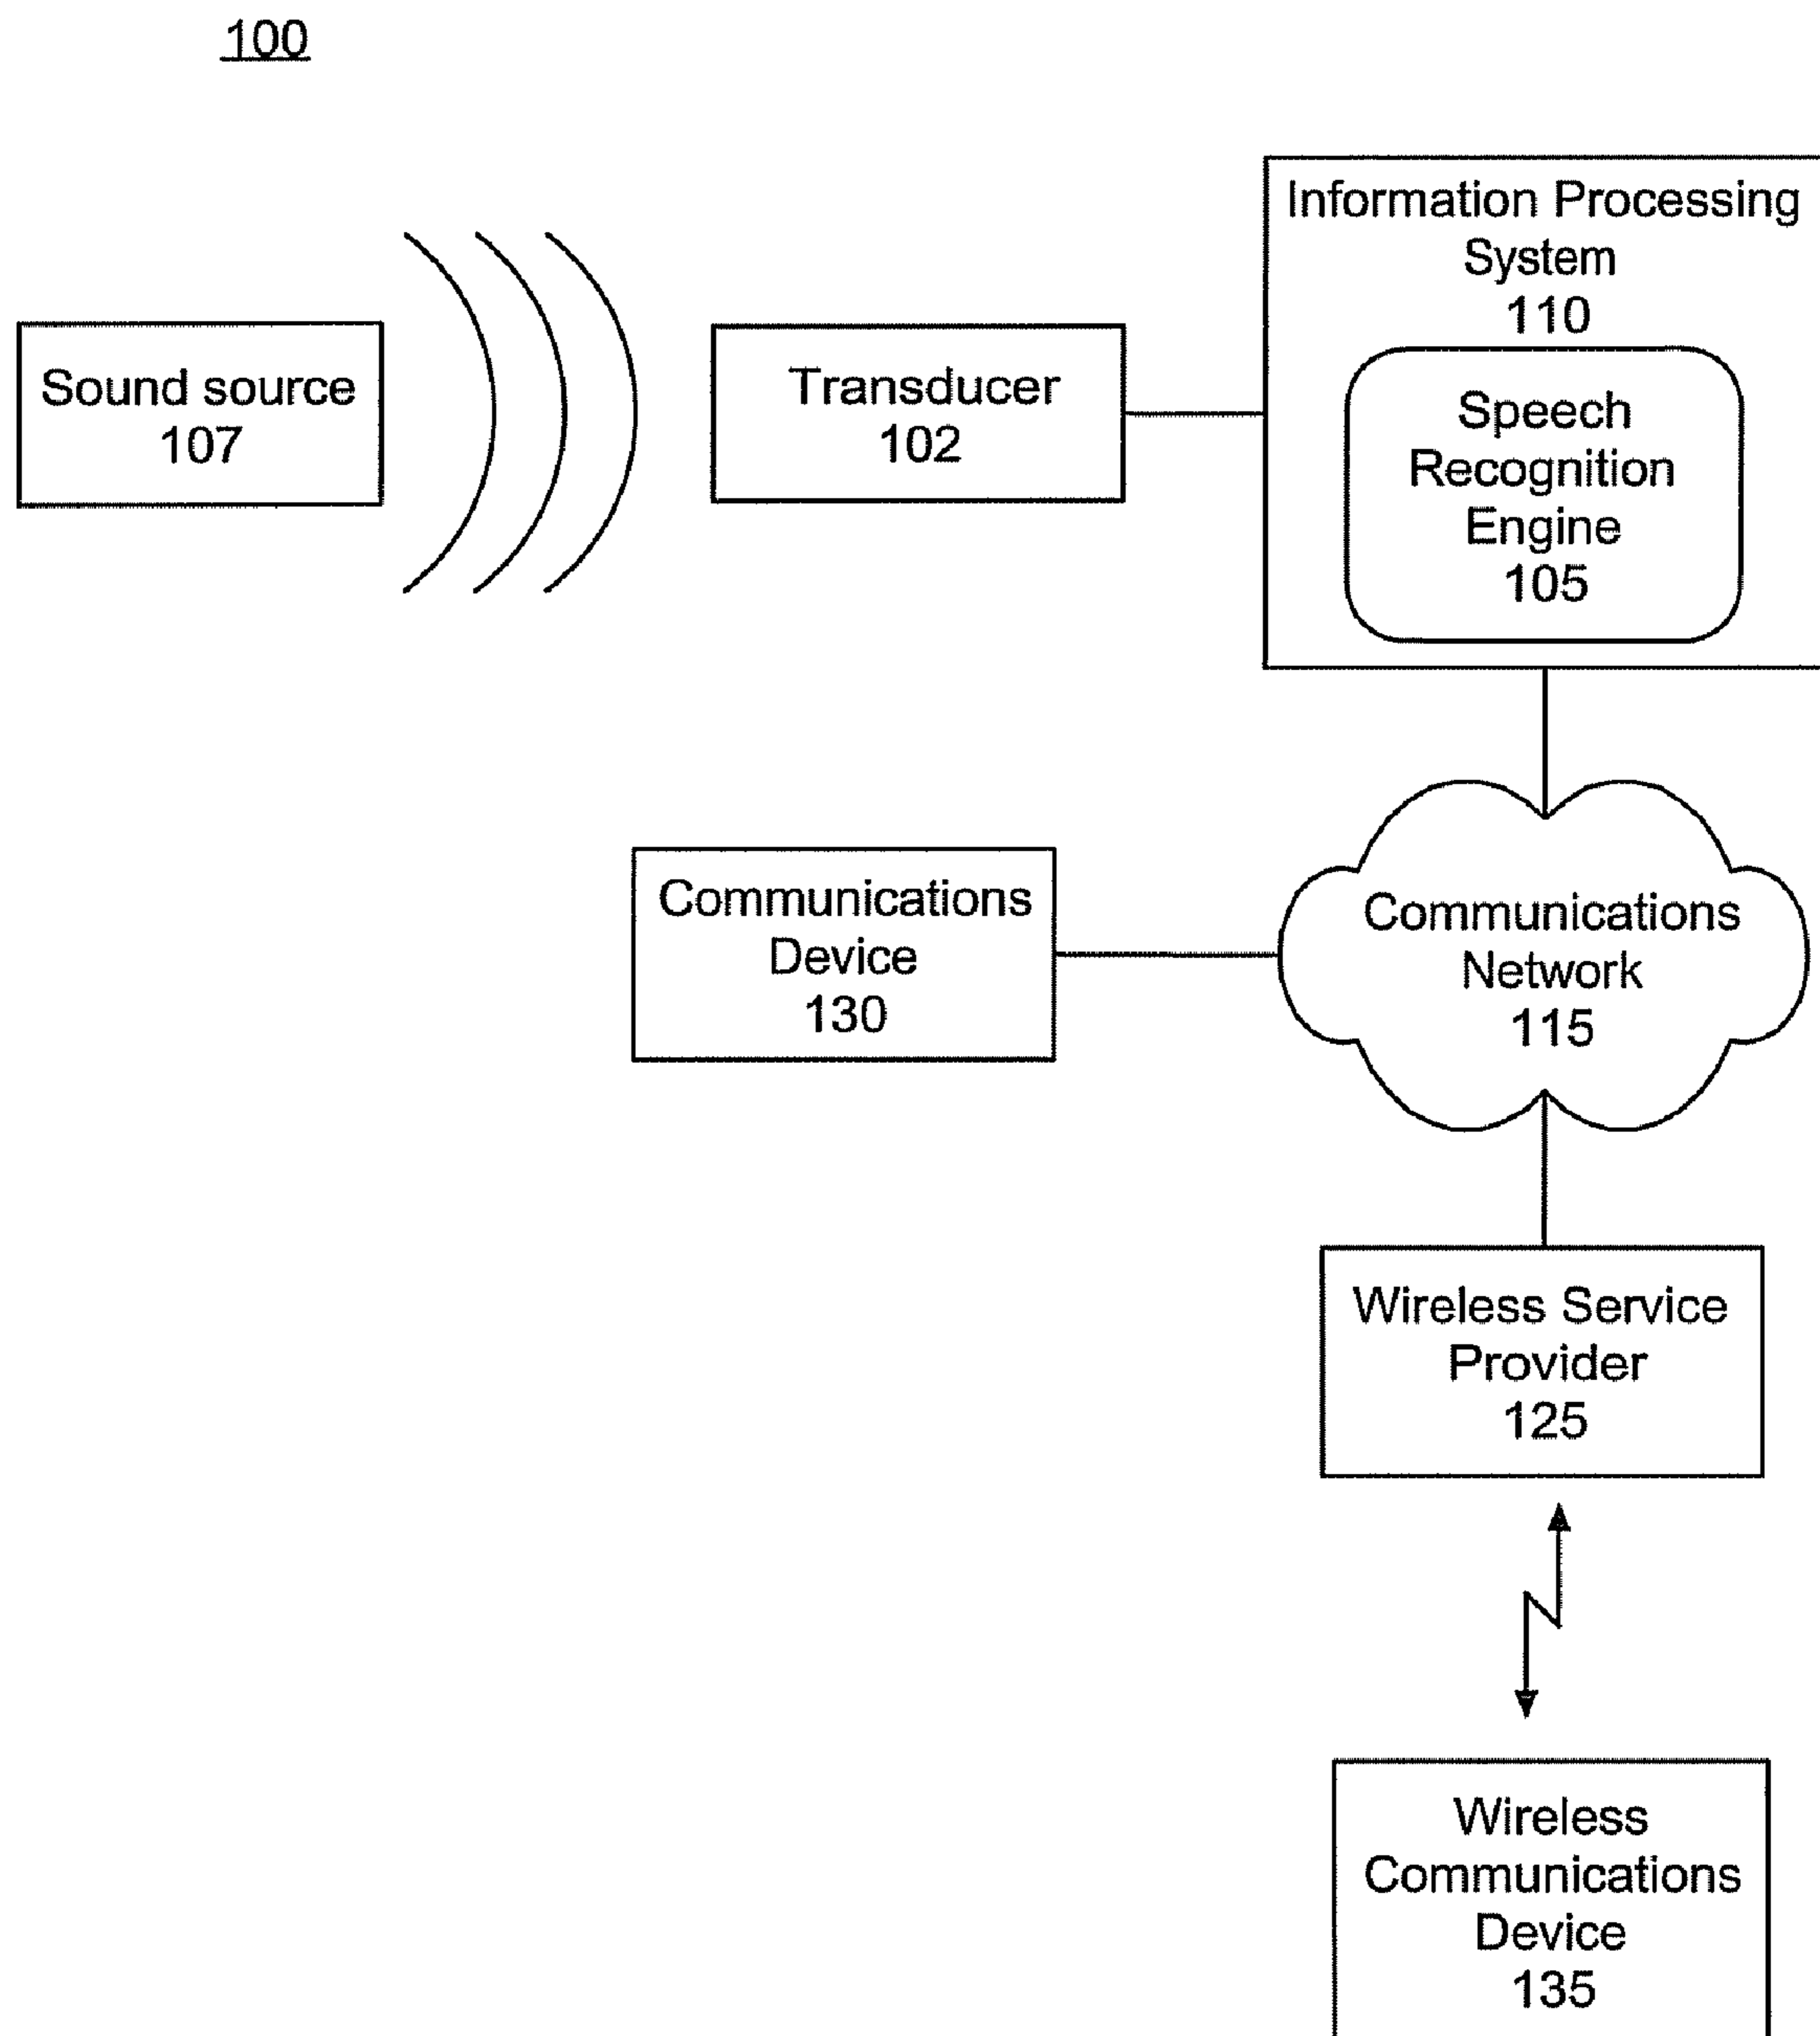 100
Information Processing
System
110
Sound source
107
Transducer
102
Speech
Recognition
Engine
105
Communications
Device
130
Communications
Network
115
Wireless Service
Provider
125
Wireless
Communications
Device
135